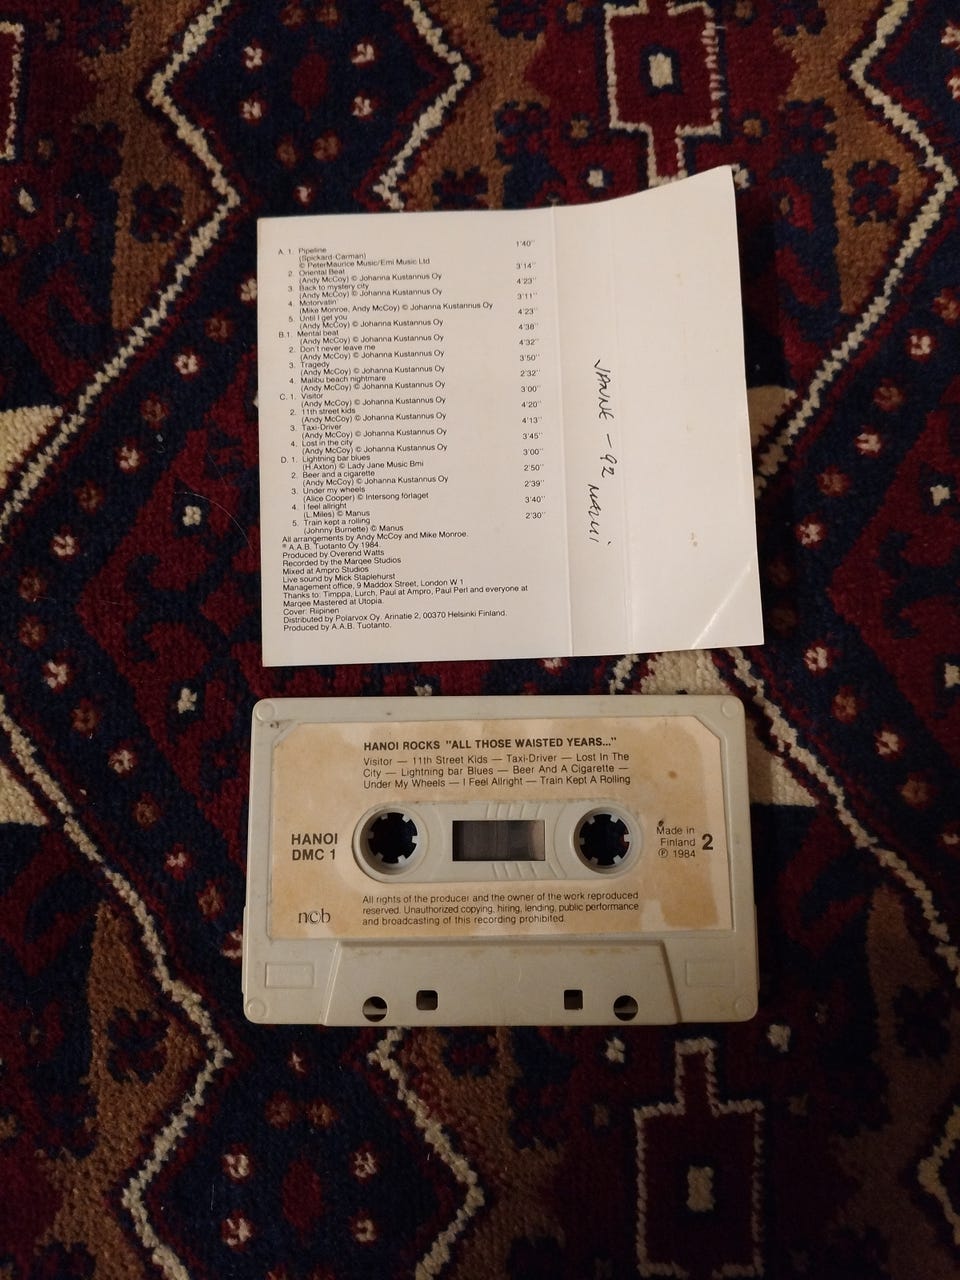 A. 1. Pipeline 1'40''
(Spickard-Carman)
© PeterMaurice Music/Emi Music Ltd
2. Oriental Beat 3'14''
(Andy McCoy) © Johanna Kustannus Oy
3. Back to mystery city 4'23''
(Andy McCoy) © Johanna Kustannus Oy
4. Motorvatin' 3'11''
(Mike Monroe, Andy McCoy) © Johanna Kustannus Oy
5. Until I get you 4'23''
(Andy McCoy) © Johanna Kustannus Oy
B.1. Mental beat 4'38''
(Andy McCoy) © Johanna Kustannus Oy
2. Don't never leave me 4'32''
(Andy McCoy) © Johanna Kustannus Oy
3. Tragedy 3'50''
(Andy McCoy) © Johanna Kustannus Oy
4. Malibu beach nightmare 2'32''
(Andy McCoy) © Johanna Kustannus Oy
C. 1. Visitor 3'00''
(Andy McCoy) © Johanna Kustannus Oy
2. 11th street kids 4'20''
(Andy McCoy) © Johanna Kustannus Oy
3. Taxi-Driver 4'13''
(Andy McCoy) © Johanna Kustannus Oy
4. Lost in the city 3'45''
(Andy McCoy) © Johanna Kustannus Oy
D. 1. Lightning bar blues 3'00''
(H.Axton) © Lady Jane Music Bmi
2. Beer and a cigarette 2'50''
(Andy McCoy) © Johanna Kustannus Oy
3. Under my wheels 2'39''
(Alice Cooper) © Intersong förlaget
4. I feel allright 3'40''
(L.Miles) © Manus
5. Train kept a rolling 2'30''
(Johnny Burnette) © Manus
All arrangements by Andy McCoy and Mike Monroe.
℗ A.A.B. Tuotanto Oy 1984.
Produced by Overend Watts
Recorded by the Marqee Studios
Mixed at Ampro Studios
Live sound by Mick Staplehurst
Management office, 9 Maddox Street, London W 1
Thanks to: Timppa, Lurch, Paul at Ampro, Paul Perl and everyone at
Marqee Mastered at Utopia.
Cover: Riipinen
Distributed by Polarvox Oy. Arinatie 2, 00370 Helsinki Finland.
Produced by A.A.B. Tuotanto.
JANNE - 92
HANOI ROCKS "ALL THOSE WAISTED YEARS..."
Visitor — 11th Street Kids — Taxi-Driver — Lost In The
City — Lightning bar Blues — Beer And A Cigarette —
Under My Wheels — I Feel Allright — Train Kept A Rolling
HANOI
DMC 1
Made in
Finland
℗ 1984
2
ncb
All rights of the producer and the owner of the work reproduced
reserved. Unauthorized copying, hiring, lending, public performance
and broadcasting of this recording prohibited.